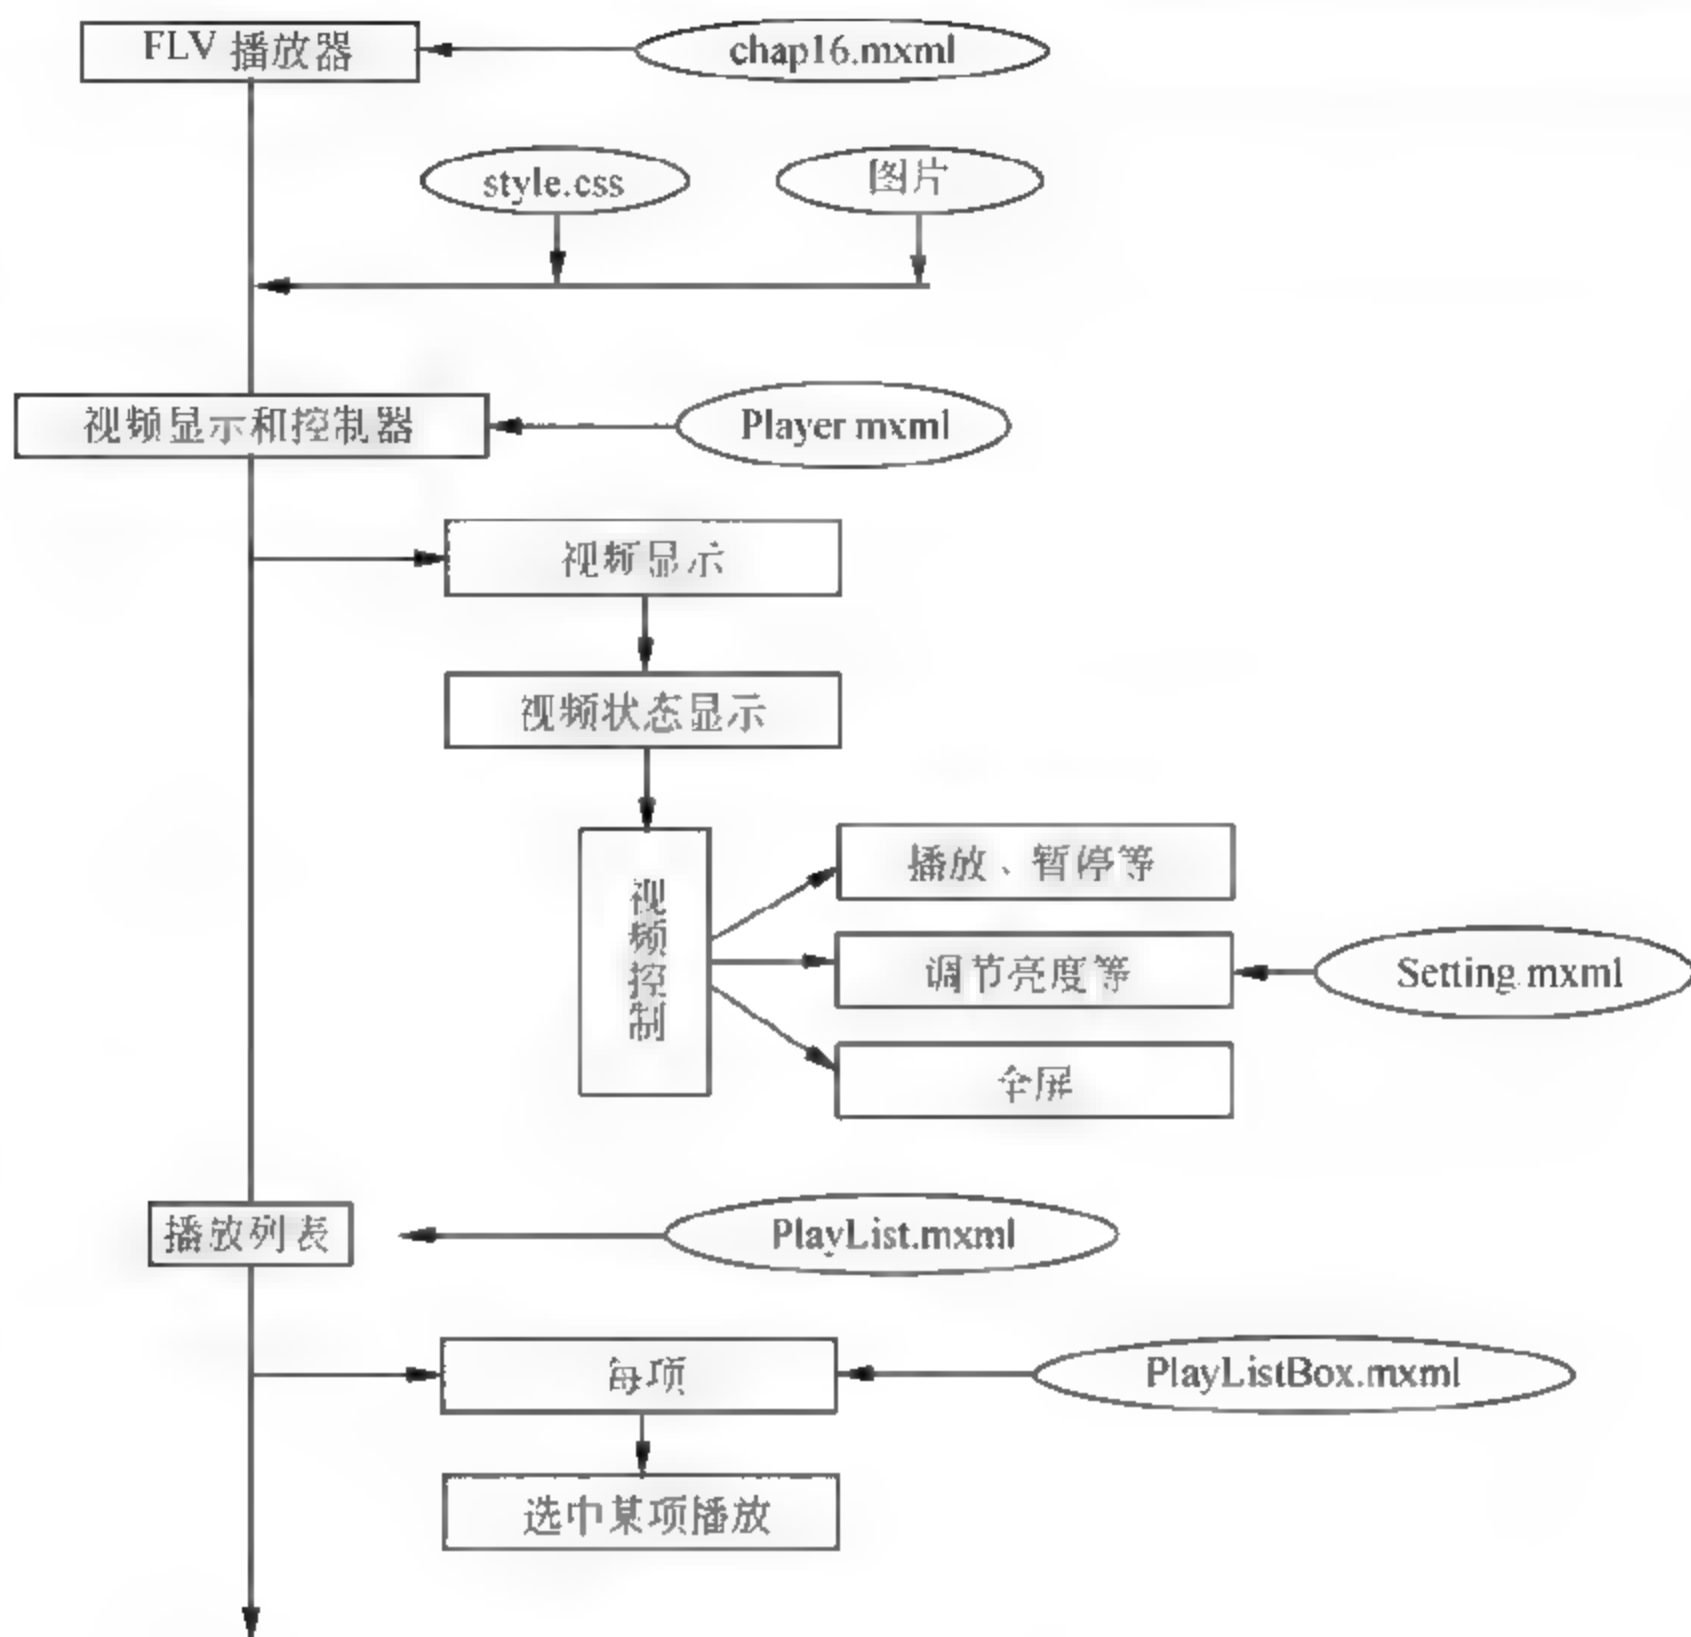 FLV 播放器
chap16.mxml
style.css
图片
视频显示和控制器
Player mxml
视频显示
视频状态显示
视频控制
播放、暂停等
调节亮度等
Setting.mxml
全屏
播放列表
PlayList.mxml
每项
PlayListBox.mxml
选中某项播放